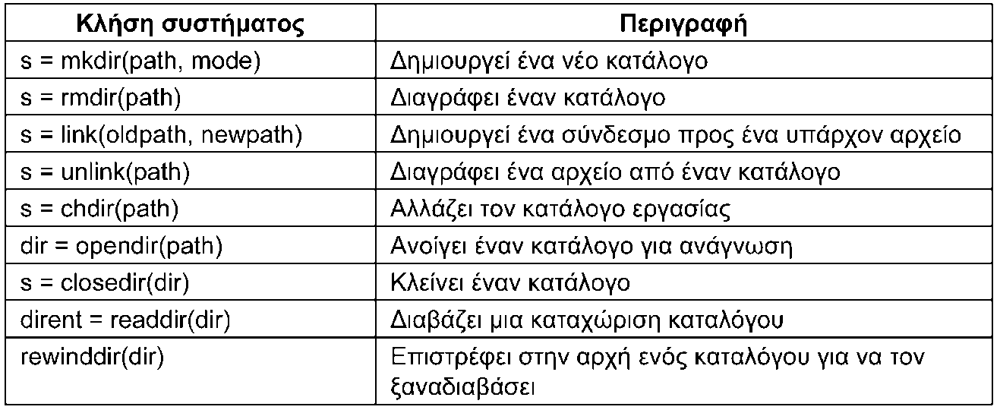 Κλήση συστήματος Περιγραφή
s = mkdir(path, mode) Δημιουργεί ένα νέο κατάλογο
s = rmdir(path) Διαγράφει έναν κατάλογο
s = link(oldpath, newpath) Δημιουργεί ένα σύνδεσμο προς ένα υπάρχον αρχείο
s = unlink(path) Διαγράφει ένα αρχείο από έναν κατάλογο
s = chdir(path) Αλλάζει τον κατάλογο εργασίας
dir = opendir(path) Ανοίγει έναν κατάλογο για ανάγνωση
s = closedir(dir) Κλείνει έναν κατάλογο
dirent = readdir(dir) Διαβάζει μια καταχώριση καταλόγου
rewinddir(dir) Επιστρέφει στην αρχή ενός καταλόγου για να τον
ξαναδιαβάσει